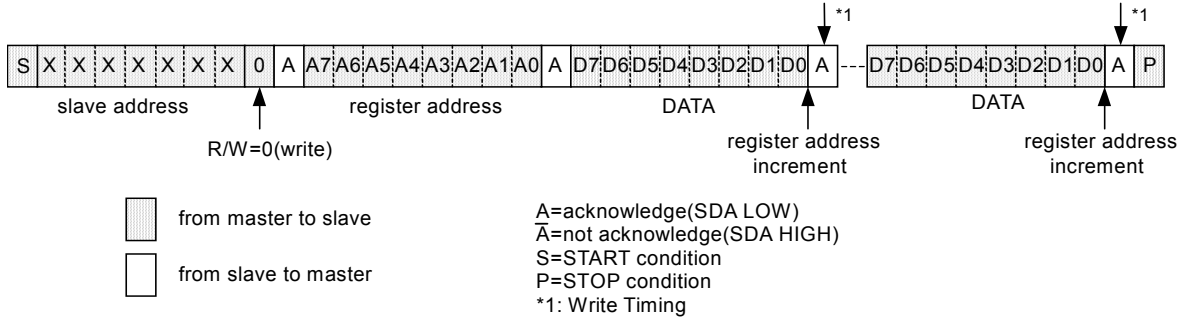 *1 *1
S X X X X X X X 0 A A7 A6 A5 A4 A3 A2 A1 A0 A D7 D6 D5 D4 D3 D2 D1 D0 A D7 D6 D5 D4 D3 D2 D1 D0 A P
slave address register address DATA DATA
R/W=0(write)
register address
increment
register address
increment
from master to slave
from slave to master
A=acknowledge(SDA LOW)
A̅=not acknowledge(SDA HIGH)
S=START condition
P=STOP condition
*1: Write Timing